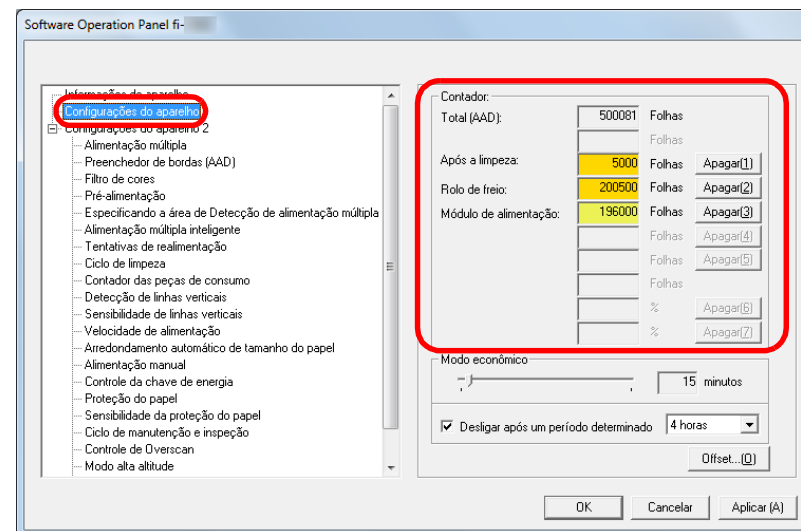 Software Operation Panel fi-
Informações do aparelho
Configurações do aparelho
Configurações do aparelho 2
Alimentação múltipla
Preenchedor de bordas (AAD)
Filtro de cores
Pré-alimentação
Especificando a área de Detecção de alimentação múltipla
Alimentação múltipla inteligente
Tentativas de realimentação
Ciclo de limpeza
Contador das peças de consumo
Detecção de linhas verticais
Sensibilidade de linhas verticais
Velocidade de alimentação
Arredondamento automático de tamanho do papel
Alimentação manual
Controle da chave de energia
Proteção do papel
Sensibilidade da proteção do papel
Ciclo de manutenção e inspeção
Controle de Overscan
Modo alta altitude
Contador:
Total (AAD): 500081 Folhas
Folhas
Após a limpeza: 5000 Folhas Apagar(1)
Rolo de freio: 200500 Folhas Apagar(2)
Módulo de alimentação: 196000 Folhas Apagar(3)
Folhas Apagar(4)
Folhas Apagar(5)
Folhas
% Apagar(6)
% Apagar(7)
Modo econômico
15 minutos
Desligar após um período determinado 4 horas
Offset...(O)
OK Cancelar Aplicar (A)